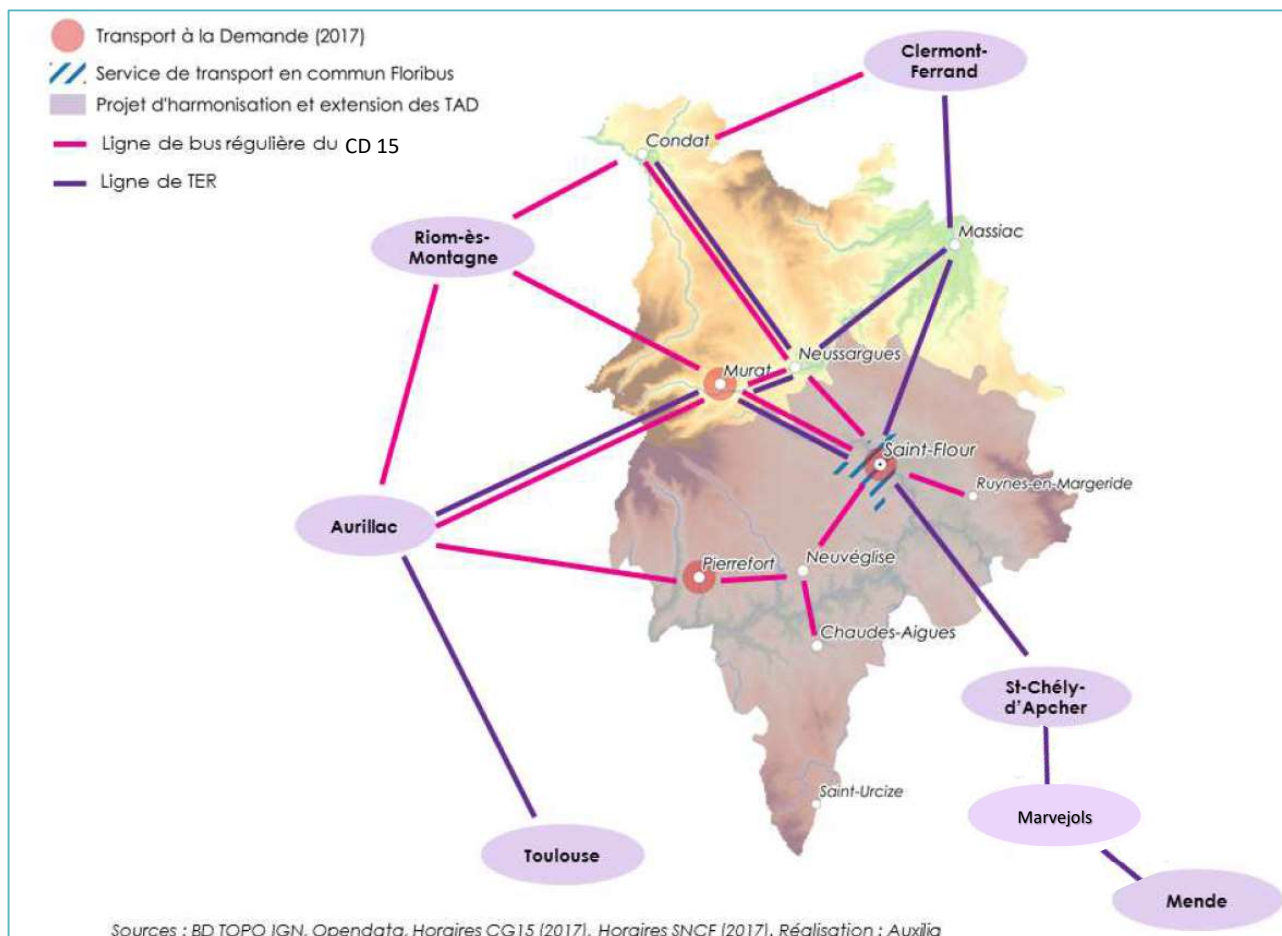 Transport à la Demande (2017)
Service de transport en commun Floribus
Projet d'harmonisation et extension des TAD
Ligne de bus régulière du CD 15
Ligne de TER
Clermont-
Ferrand
Condat
Massiac
Riom-ès-
Montagne
Neussargues
Murat
Saint-Flour
Ruynes-en-Margeride
Aurillac
Pierrefort
Neuvéglise
Chaudes-Aigues
St-Chély-
d'Apcher
Saint-Urcize
Marvejols
Toulouse
Mende
Sources : BD TOPO IGN, Opendata, Horaires CG15 (2017), Horaires SNCF (2017). Réalisation : Auxilia